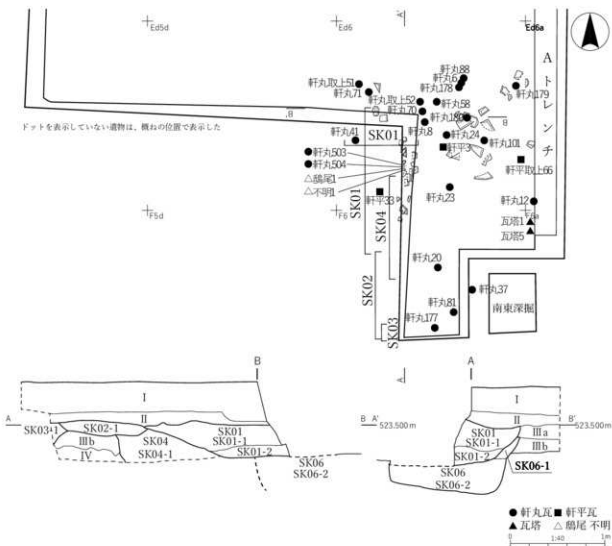 Ed5d
Ed6
Ed6a
A
Aトレンチ
軒丸88
軒丸6
軒丸178
軒丸179
軒丸取上51
軒丸71
軒丸取上52
軒丸70
軒丸58
軒丸8
軒丸24
軒丸101
軒平3
軒平取上66
ドットを表示していない遺物は、概ねの位置で表示した
B'
B
軒丸41
SK01
軒丸503
軒丸504
△鴟尾1
△不明1
軒平33
軒丸23
軒丸12
F5d
F6
F6a
瓦塔1
瓦塔5
SK01
SK04
SK02
SK03
軒丸20
軒丸37
軒丸81
軒丸177
南東深掘
A'
B
A
I
I
A
II
B A'
II
B'
523.500m
523.500m
SK03-1
SK02-1
SK01
SK01-1
SK01-2
IIIb
IV
SK04
SK04-1
SK06
SK06-2
SK01
SK01-1
SK01-2
IIIa
IIIb
SK06
SK06-2
SK06-1
● 軒丸瓦 ■ 軒平瓦
▲ 瓦塔 △ 鴟尾 不明
0 1:40 1m